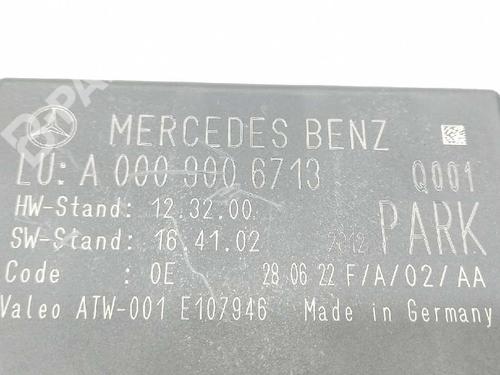 MERCEDES BENZ
LU: A 000 900 6713 Q001
HW-Stand: 12.32.00
SW-Stand: 16.41.02 2012 PARK
Code : 0E 28.06.22 F/A/02/AA
Valeo ATW-001 E107946 Made in Germany